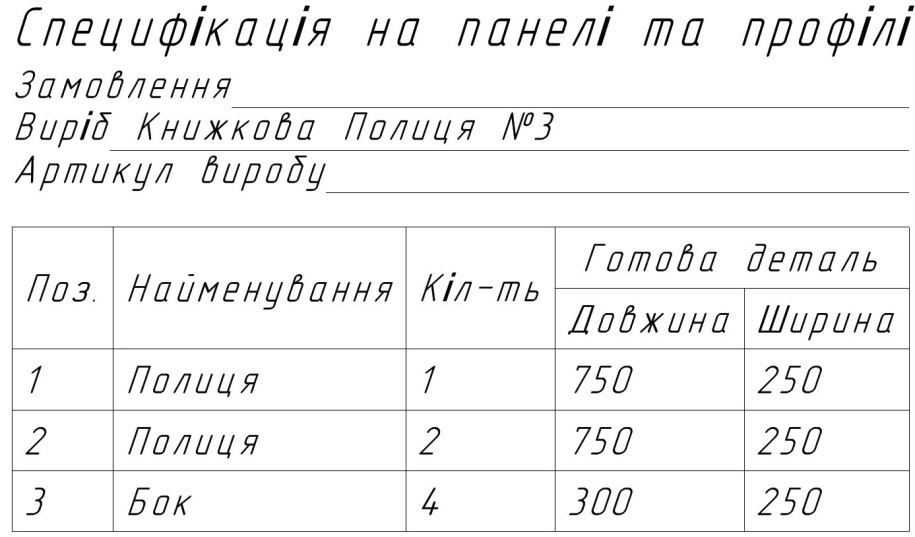 Специфікація на панелі та профілі
Замовлення
Виріб Книжкова Полиця №3
Артикул виробу
Поз. Найменування Кіл-ть Готова деталь
Довжина Ширина
1 Полиця 1 750 250
2 Полиця 2 750 250
3 Бок 4 300 250